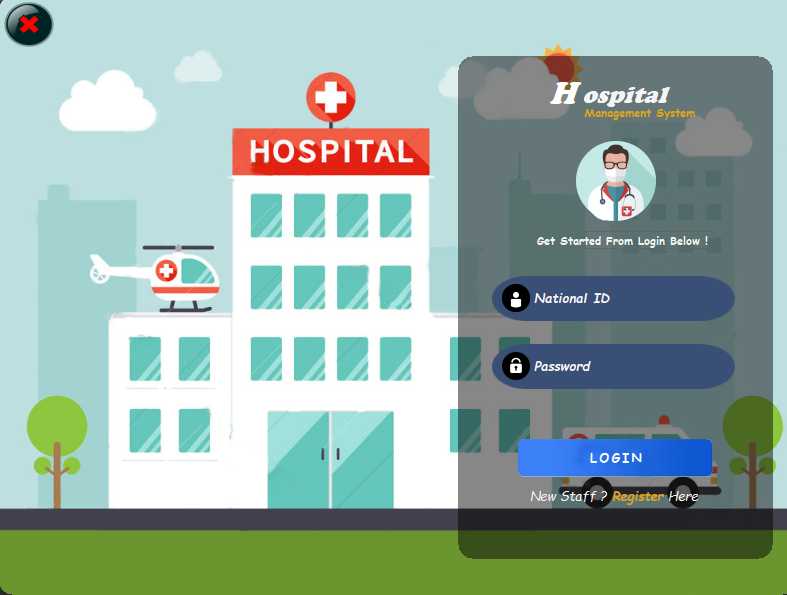 HOSPITAL
Hospital
Management System
Get Started From Login Below !
National ID
Password
LOGIN
New Staff ? Register Here